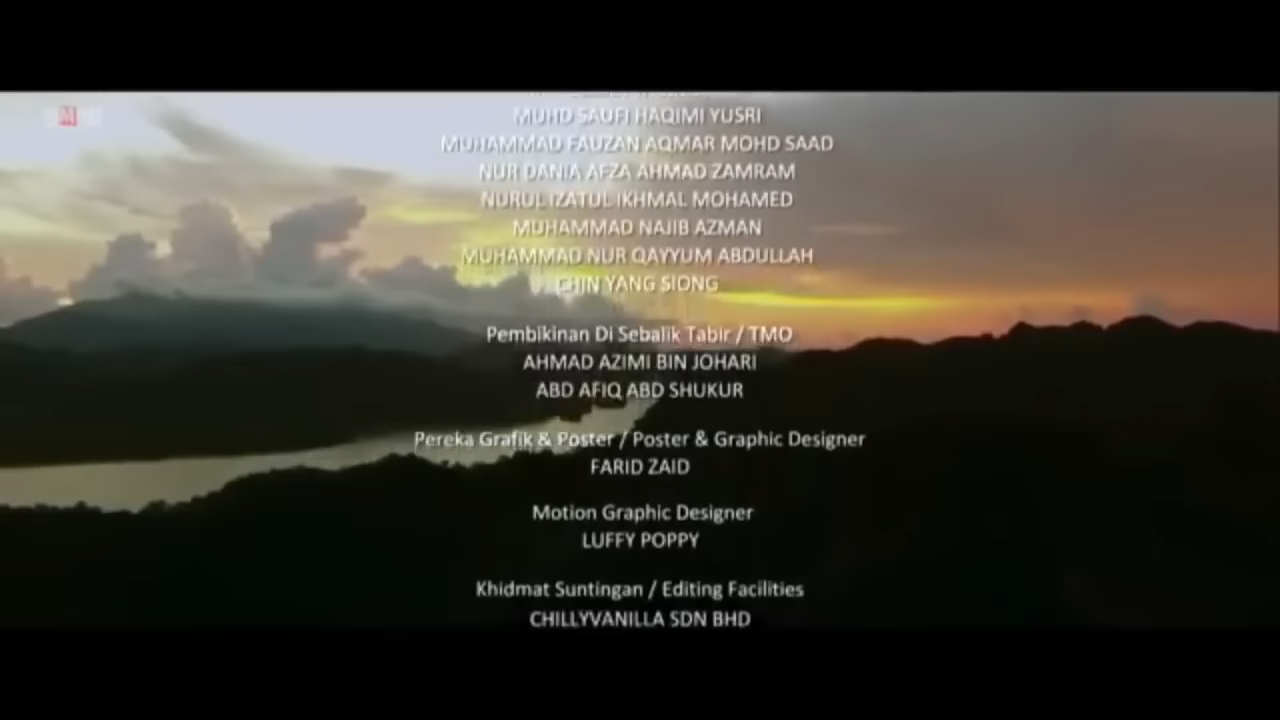 M
MUHD SAUFI HAQIMI YUSRI
MUHAMMAD FAUZAN AQMAR MOHD SAAD
NUR DANIA AFZA AHMAD ZAMRAM
NURUL IZATUL IKHMAL MOHAMED
MUHAMMAD NAJIB AZMAN
MUHAMMAD NUR QAYYUM ABDULLAH
CHIN YANG SIONG
Pembikinan Di Sebalik Tabir / TMO
AHMAD AZIMI BIN JOHARI
ABD AFIQ ABD SHUKUR
Pereka Grafik & Poster / Poster & Graphic Designer
FARID ZAID
Motion Graphic Designer
LUFFY POPPY
Khidmat Suntingan / Editing Facilities
CHILLYVANILLA SDN BHD